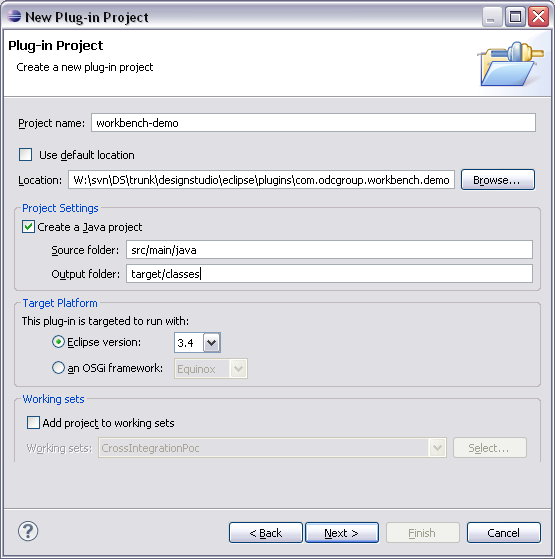 New Plug-in Project
Plug-in Project
Create a new plug-in project
Project name: workbench-demo
Use default location
Location: W:\svn\DS\trunk\designstudio\eclipse\plugins\com.odcgroup.workbench.demo Browse...
Project Settings
Create a Java project
Source folder: src/main/java
Output folder: target/classes
Target Platform
This plug-in is targeted to run with:
Eclipse version: 3.4
an OSGi framework: Equinox
Working sets
Add project to working sets
Working sets: CrossIntegrationPoc Select...
? < Back Next > Finish Cancel